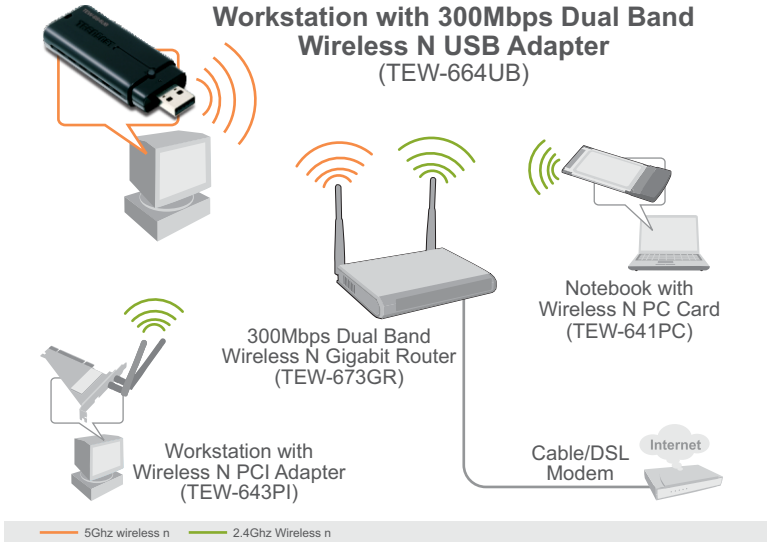 Workstation with 300Mbps Dual Band
Wireless N USB Adapter
(TEW-664UB)
Notebook with
Wireless N PC Card
(TEW-641PC)
300Mbps Dual Band
Wireless N Gigabit Router
(TEW-673GR)
Workstation with
Wireless N PCI Adapter
(TEW-643PI)
Cable/DSL
Modem
Internet
5Ghz wireless n
2.4Ghz Wireless n